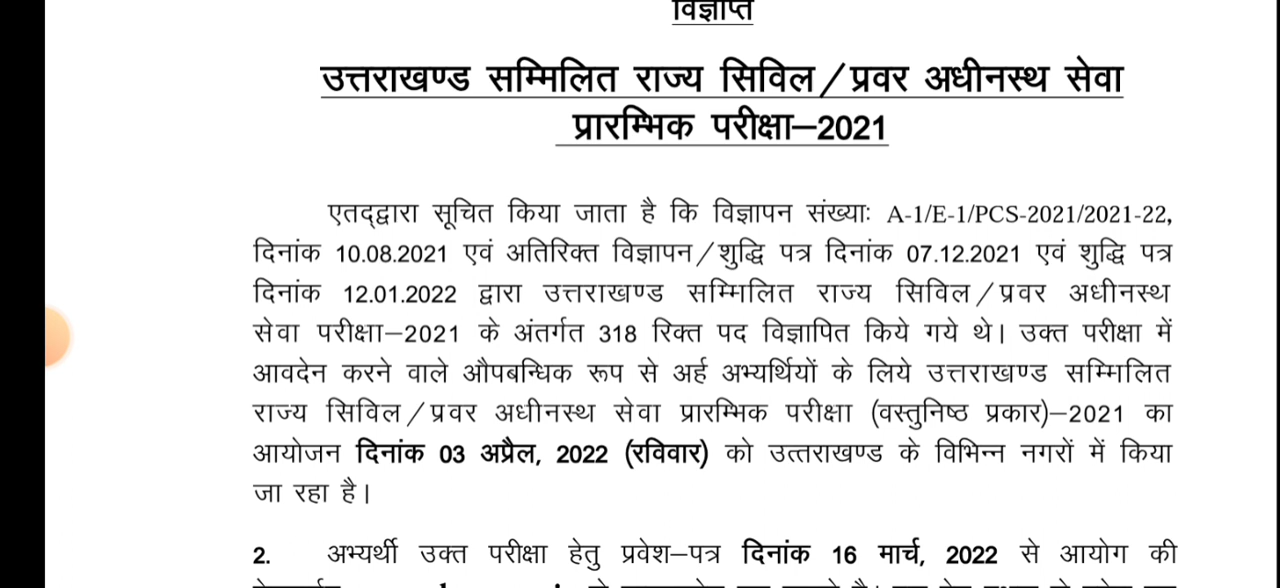 विज्ञप्ति
उत्तराखण्ड सम्मिलित राज्य सिविल/प्रवर अधीनस्थ सेवा
प्रारम्भिक परीक्षा–2021
एतद्द्वारा सूचित किया जाता है कि विज्ञापन संख्याः A-1/E-1/PCS-2021/2021-22,
दिनांक 10.08.2021 एवं अतिरिक्त विज्ञापन/शुद्धि पत्र दिनांक 07.12.2021 एवं शुद्धि पत्र
दिनांक 12.01.2022 द्वारा उत्तराखण्ड सम्मिलित राज्य सिविल/प्रवर अधीनस्थ
सेवा परीक्षा–2021 के अंतर्गत 318 रिक्त पद विज्ञापित किये गये थे। उक्त परीक्षा में
आवदेन करने वाले औपबन्धिक रूप से अर्ह अभ्यर्थियों के लिये उत्तराखण्ड सम्मिलित
राज्य सिविल/प्रवर अधीनस्थ सेवा प्रारम्भिक परीक्षा (वस्तुनिष्ठ प्रकार)–2021 का
आयोजन दिनांक 03 अप्रैल, 2022 (रविवार) को उत्तराखण्ड के विभिन्न नगरों में किया
जा रहा है।
2. अभ्यर्थी उक्त परीक्षा हेतु प्रवेश–पत्र दिनांक 16 मार्च, 2022 से आयोग की